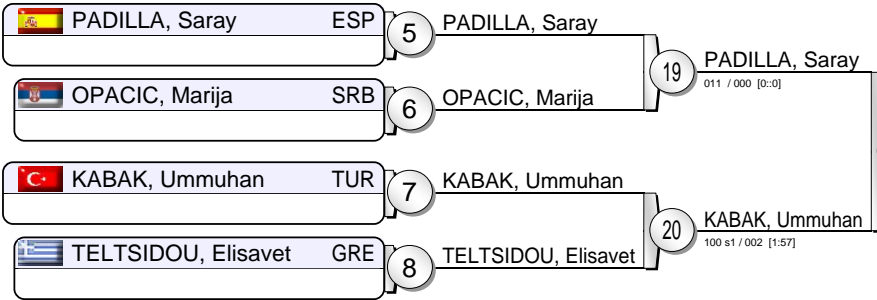 PADILLA, Saray ESP
5
PADILLA, Saray
OPACIC, Marija SRB
6
OPACIC, Marija
19
PADILLA, Saray
011 / 000 [0::0]
KABAK, Ummuhan TUR
7
KABAK, Ummuhan
TELTSIDOU, Elisavet GRE
8
TELTSIDOU, Elisavet
20
KABAK, Ummuhan
100 s1 / 002 [1:57]